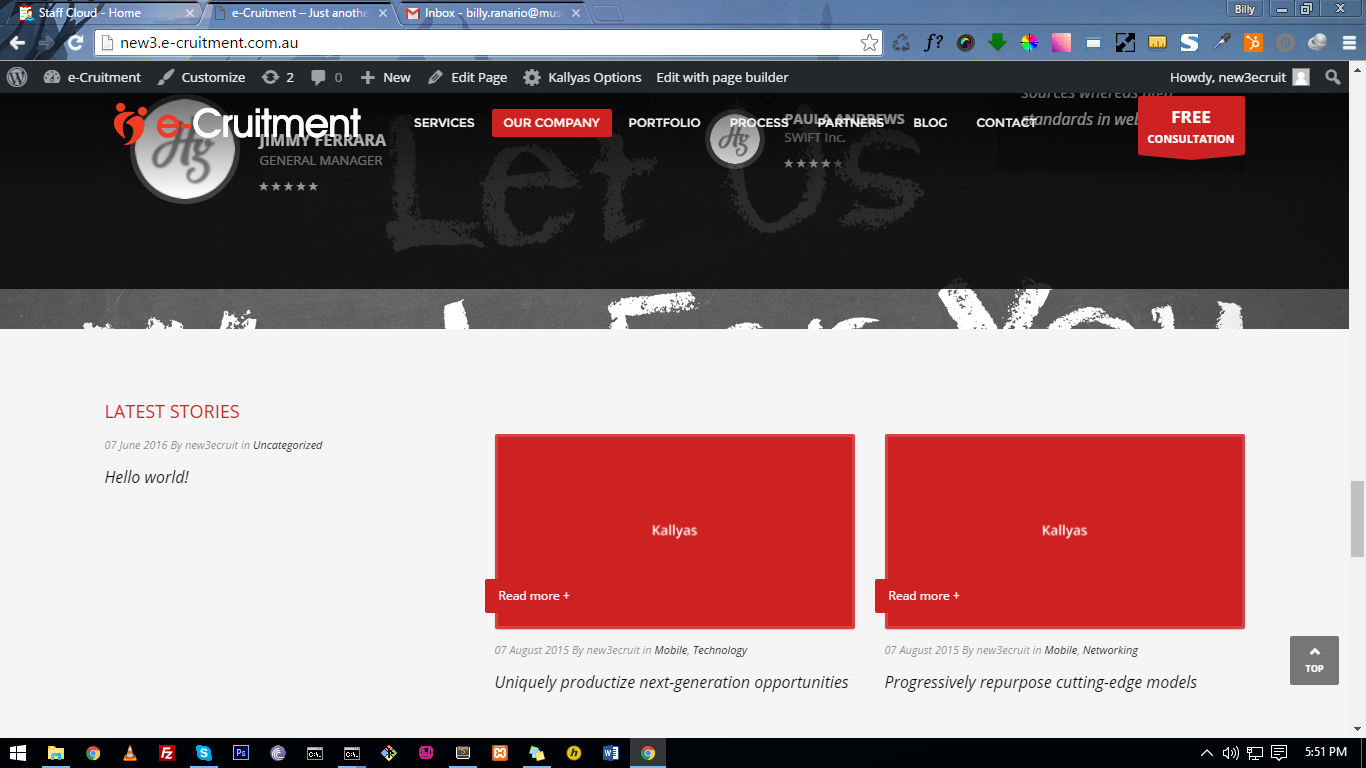 Staff Cloud - Home
e-Cruitment – Just anothe
Inbox - billy.ranario@mus
Billy
new3.e-cruitment.com.au
f?
e-Cruitment
Customize
2
0
New
Edit Page
Kallyas Options
Edit with page builder
Howdy, new3ecruit
sources whereas high
standards in web
e-Cruitment
SERVICES
OUR COMPANY
PORTFOLIO
PROCESS
PARTNERS
BLOG
CONTACT
FREE
CONSULTATION
JIMMY FERRARA
GENERAL MANAGER
PAULA ANDREWS
SWIFT Inc.
Let Us
You
LATEST STORIES
07 June 2016 By new3ecruit in Uncategorized
Hello world!
Kallyas
Read more +
07 August 2015 By new3ecruit in Mobile, Technology
Uniquely productize next-generation opportunities
Kallyas
Read more +
07 August 2015 By new3ecruit in Mobile, Networking
Progressively repurpose cutting-edge models
TOP
5:51 PM